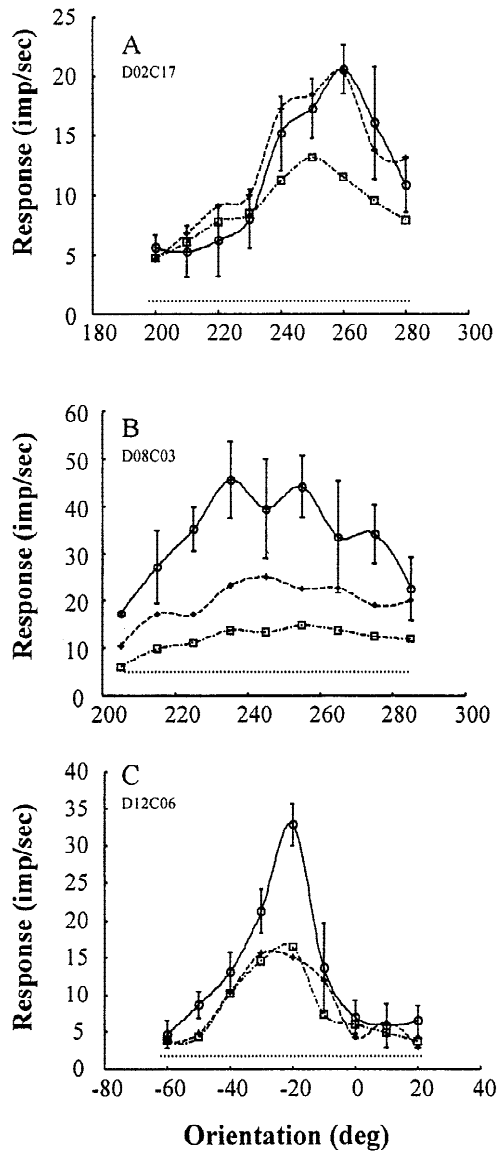 A
D02C17
Response (imp/sec)
25
20
15
10
5
0
180 200 220 240 260 280 300
B
D08C03
Response (imp/sec)
60
50
40
30
20
10
0
200 220 240 260 280 300
C
D12C06
Response (imp/sec)
40
35
30
25
20
15
10
5
0
-80 -60 -40 -20 0 20 40
Orientation (deg)